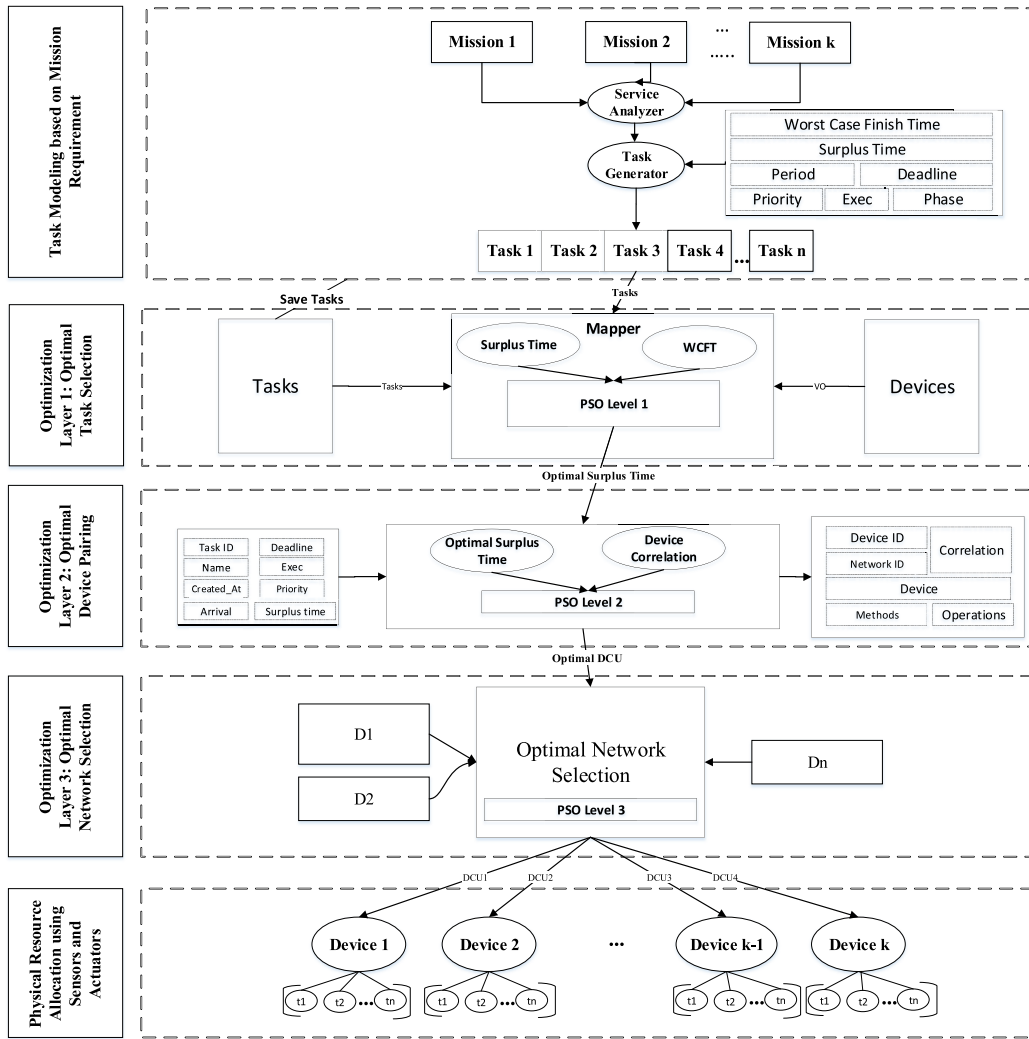 Task Modeling based on Mission
Requirement
Mission 1
Mission 2
...
.....
Mission k
Service
Analyzer
Task
Generator
Worst Case Finish Time
Surplus Time
Period
Deadline
Priority
Exec
Phase
Task 1
Task 2
Task 3
Task 4
...
Task n
Save Tasks
Tasks
Optimization
Layer 1: Optimal
Task Selection
Tasks
Tasks
Mapper
Surplus Time
WCFT
PSO Level 1
VO
Devices
Optimal Surplus Time
Optimization
Layer 2: Optimal
Device Pairing
Task ID
Deadline
Name
Exec
Created_At
Priority
Arrival
Surplus time
Optimal Surplus
Time
Device
Correlation
PSO Level 2
Device ID
Network ID
Correlation
Device
Methods
Operations
Optimal DCU
Optimization
Layer 3: Optimal
Network Selection
D1
D2
Optimal Network
Selection
PSO Level 3
Dn
DCU1
DCU2
DCU3
DCU4
Physical Resource
Allocation using
Sensors and
Actuators
Device 1
Device 2
...
Device k-1
Device k
t1 t2 ... tn
t1 t2 ... tn
t1 t2 ... tn
t1 t2 ... tn